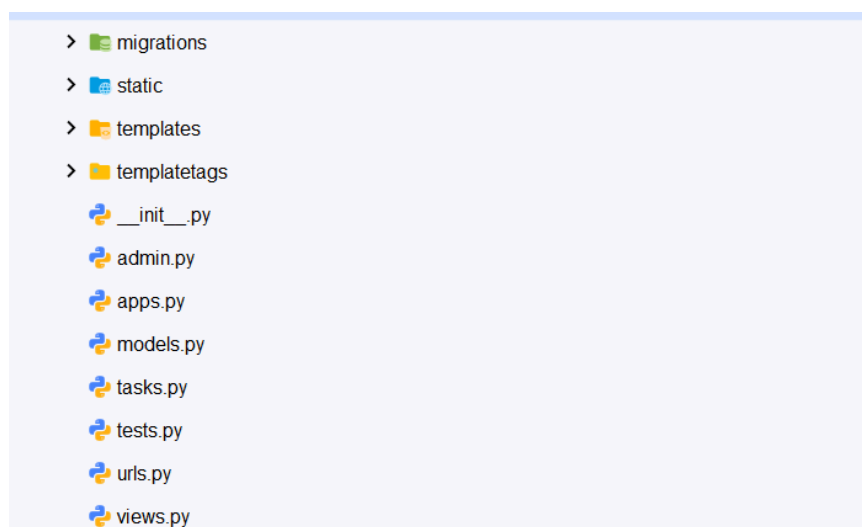 migrations
static
templates
templatetags
__init__.py
admin.py
apps.py
models.py
tasks.py
tests.py
urls.py
views.py